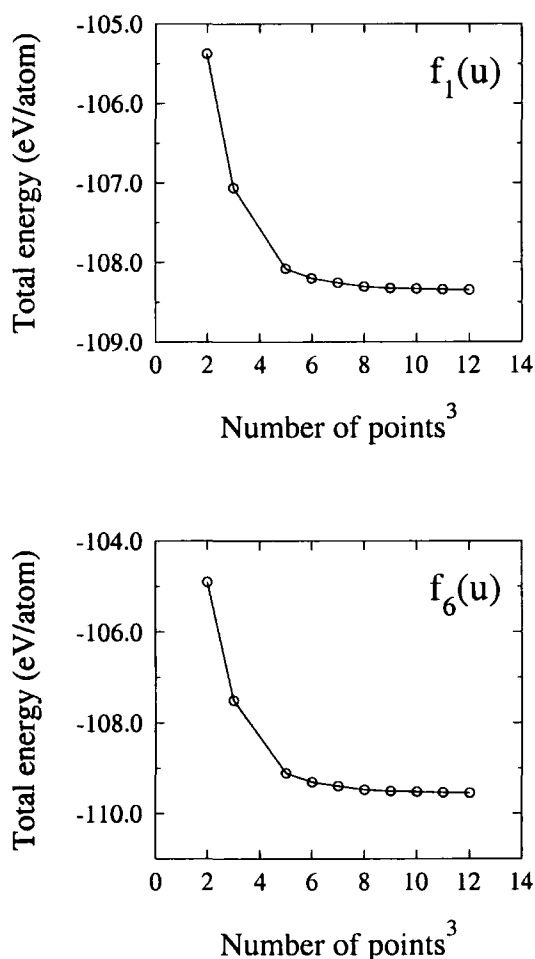 -105.0
-106.0
-107.0
-108.0
-109.0
Total energy (eV/atom)
f₁(u)
0 2 4 6 8 10 12 14
Number of points³
-104.0
-106.0
-108.0
-110.0
Total energy (eV/atom)
f₆(u)
0 2 4 6 8 10 12 14
Number of points³